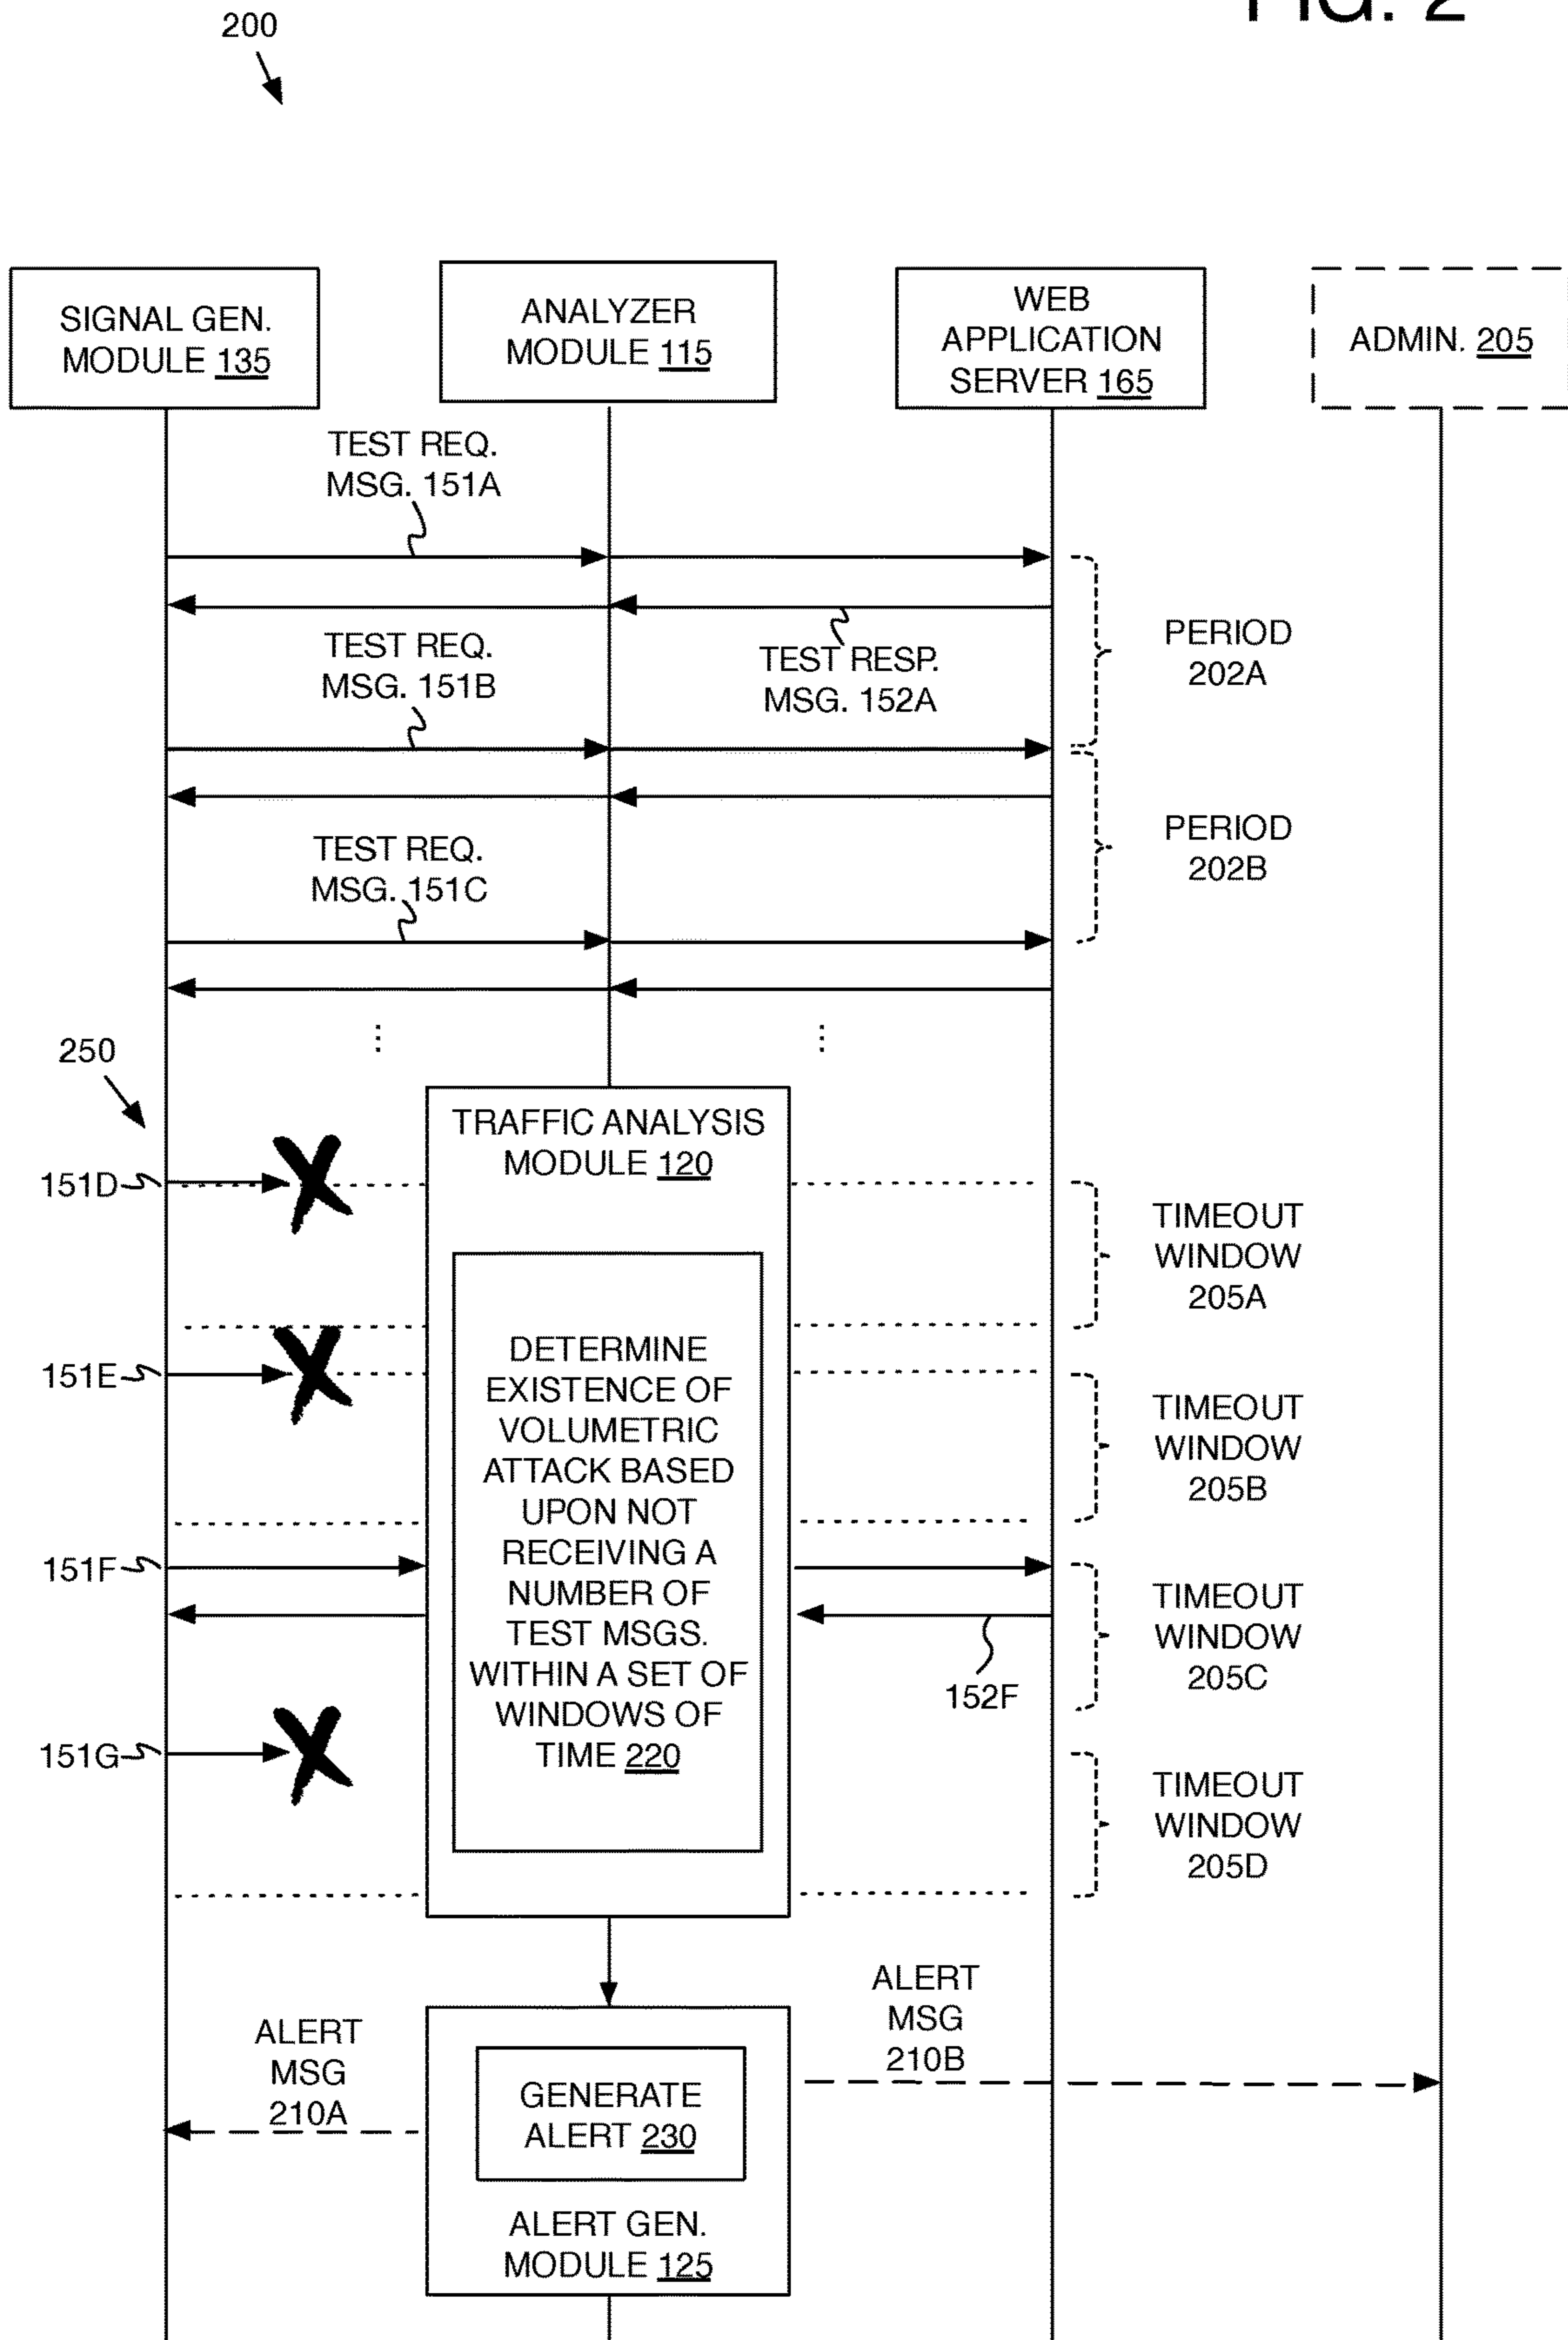 FIG. 2
200
SIGNAL GEN.
MODULE 135
ANALYZER
MODULE 115
WEB
APPLICATION
SERVER 165
ADMIN. 205
TEST REQ.
MSG. 151A
TEST RESP.
MSG. 152A
PERIOD
202A
TEST REQ.
MSG. 151B
PERIOD
202B
TEST REQ.
MSG. 151C
250
TRAFFIC ANALYSIS
MODULE 120
151D
TIMEOUT
WINDOW
205A
DETERMINE
EXISTENCE OF
VOLUMETRIC
ATTACK BASED
UPON NOT
RECEIVING A
NUMBER OF
TEST MSGS.
WITHIN A SET OF
WINDOWS OF
TIME 220
151E
TIMEOUT
WINDOW
205B
151F
TIMEOUT
WINDOW
205C
152F
151G
TIMEOUT
WINDOW
205D
ALERT
MSG
210B
ALERT
MSG
210A
GENERATE
ALERT 230
ALERT GEN.
MODULE 125